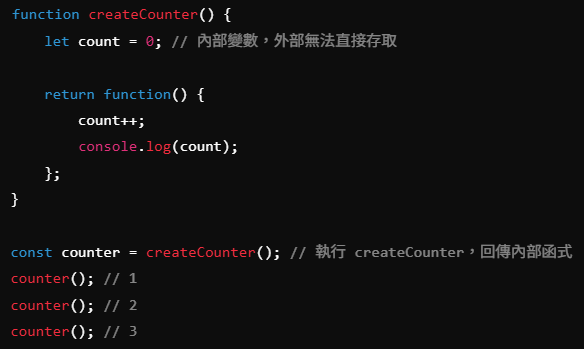 function createCounter() {
    let count = 0; // 內部變數，外部無法直接存取

    return function() {
        count++;
        console.log(count);
    };
}

const counter = createCounter(); // 執行 createCounter，回傳內部函式
counter(); // 1
counter(); // 2
counter(); // 3